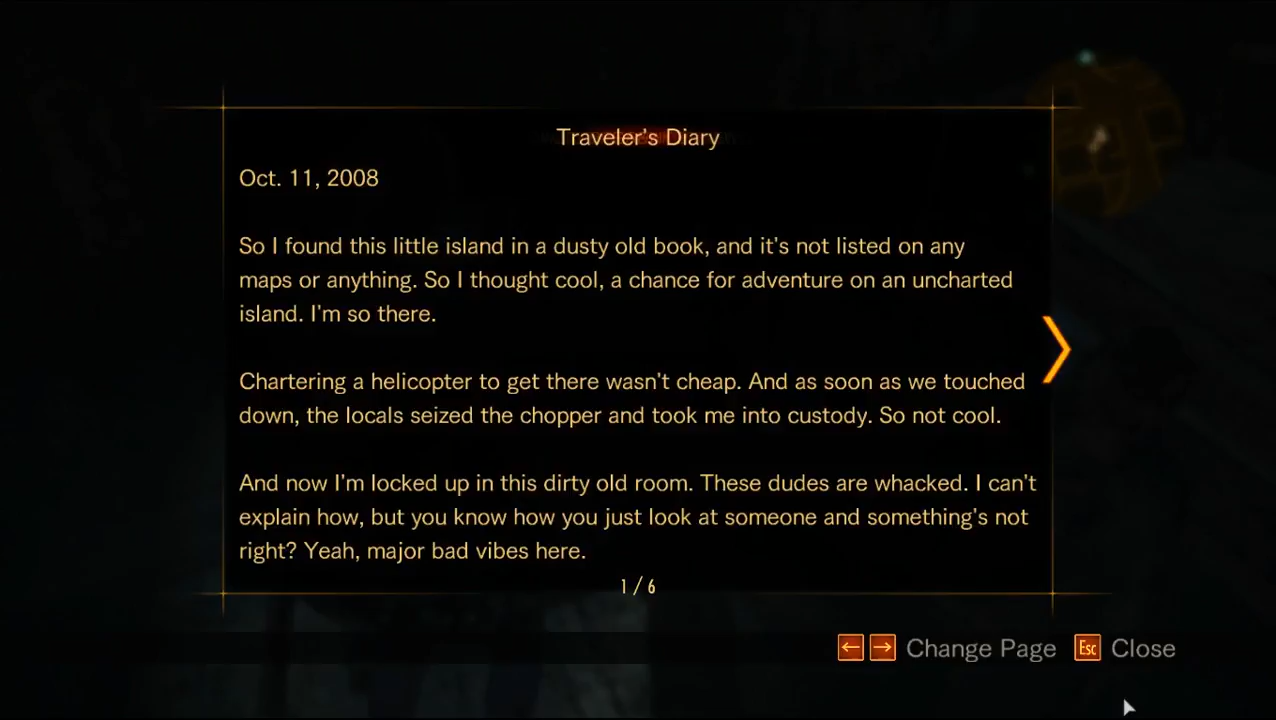 Traveler's Diary
Oct. 11, 2008
So I found this little island in a dusty old book, and it's not listed on any
maps or anything. So I thought cool, a chance for adventure on an uncharted
island. I'm so there.
Chartering a helicopter to get there wasn't cheap. And as soon as we touched
down, the locals seized the chopper and took me into custody. So not cool.
And now I'm locked up in this dirty old room. These dudes are whacked. I can't
explain how, but you know how you just look at someone and something's not
right? Yeah, major bad vibes here.
1 / 6
← → Change Page Esc Close